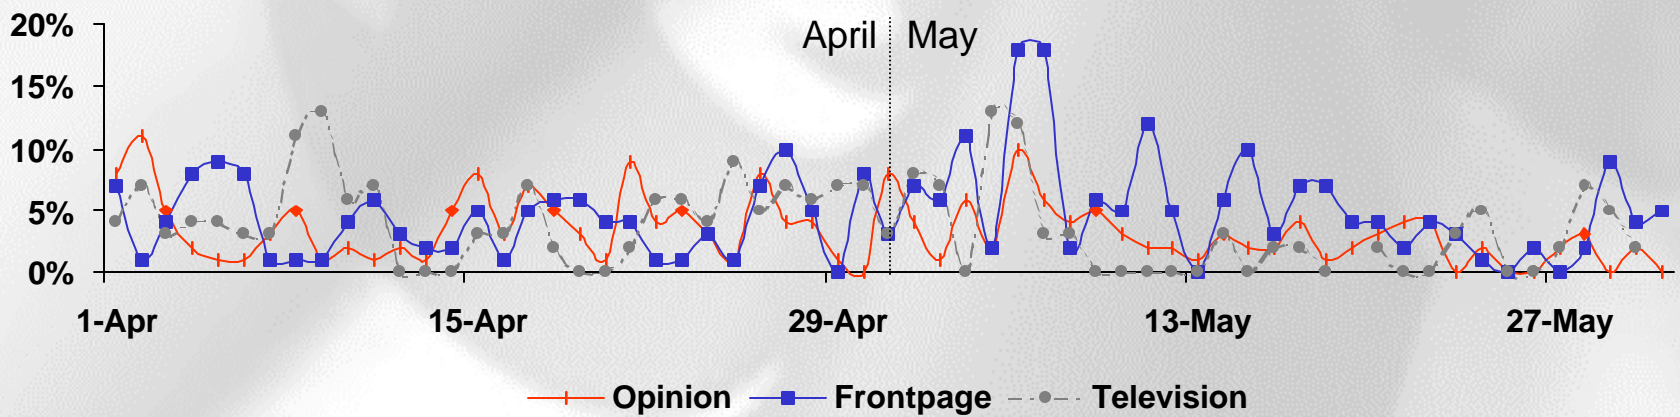 20%
April May
15%
10%
5%
0%
1-Apr 15-Apr 29-Apr 13-May 27-May
Opinion Frontpage Television